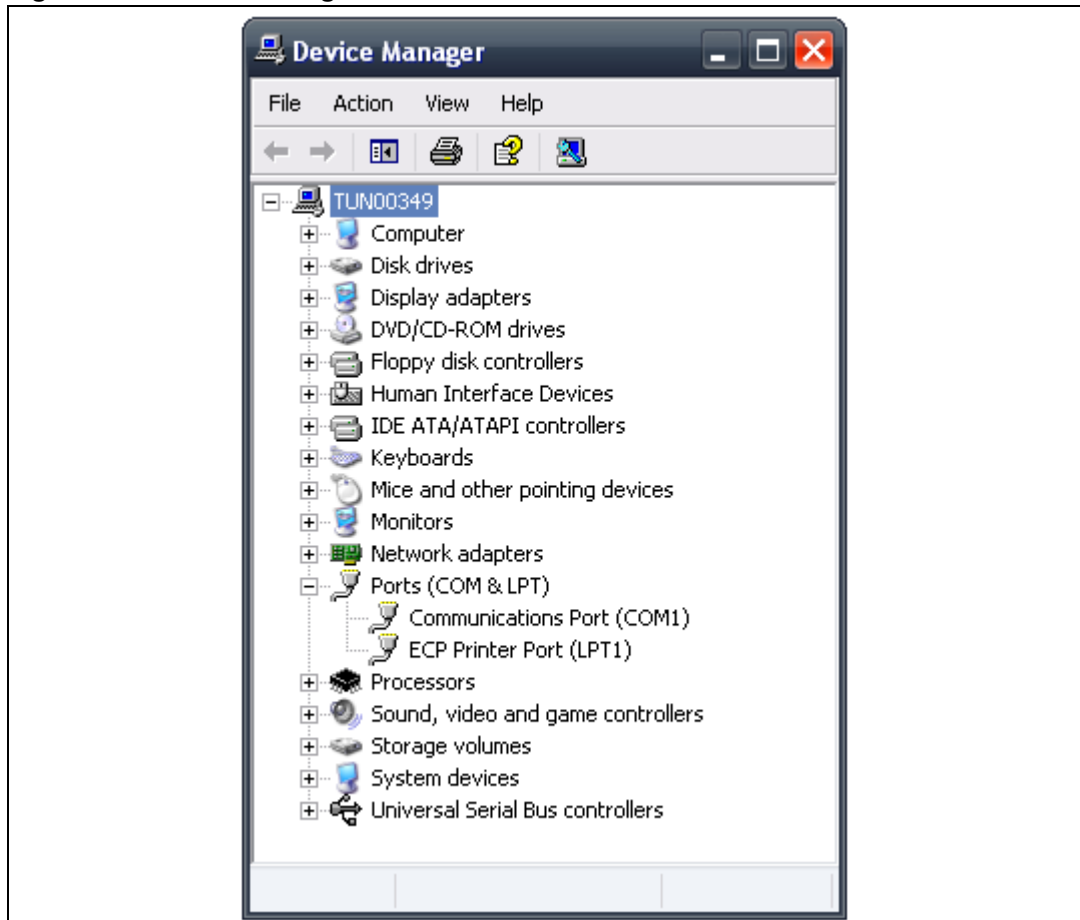 Device Manager
File Action View Help
TUN00349
Computer
Disk drives
Display adapters
DVD/CD-ROM drives
Floppy disk controllers
Human Interface Devices
IDE ATA/ATAPI controllers
Keyboards
Mice and other pointing devices
Monitors
Network adapters
Ports (COM & LPT)
Communications Port (COM1)
ECP Printer Port (LPT1)
Processors
Sound, video and game controllers
Storage volumes
System devices
Universal Serial Bus controllers